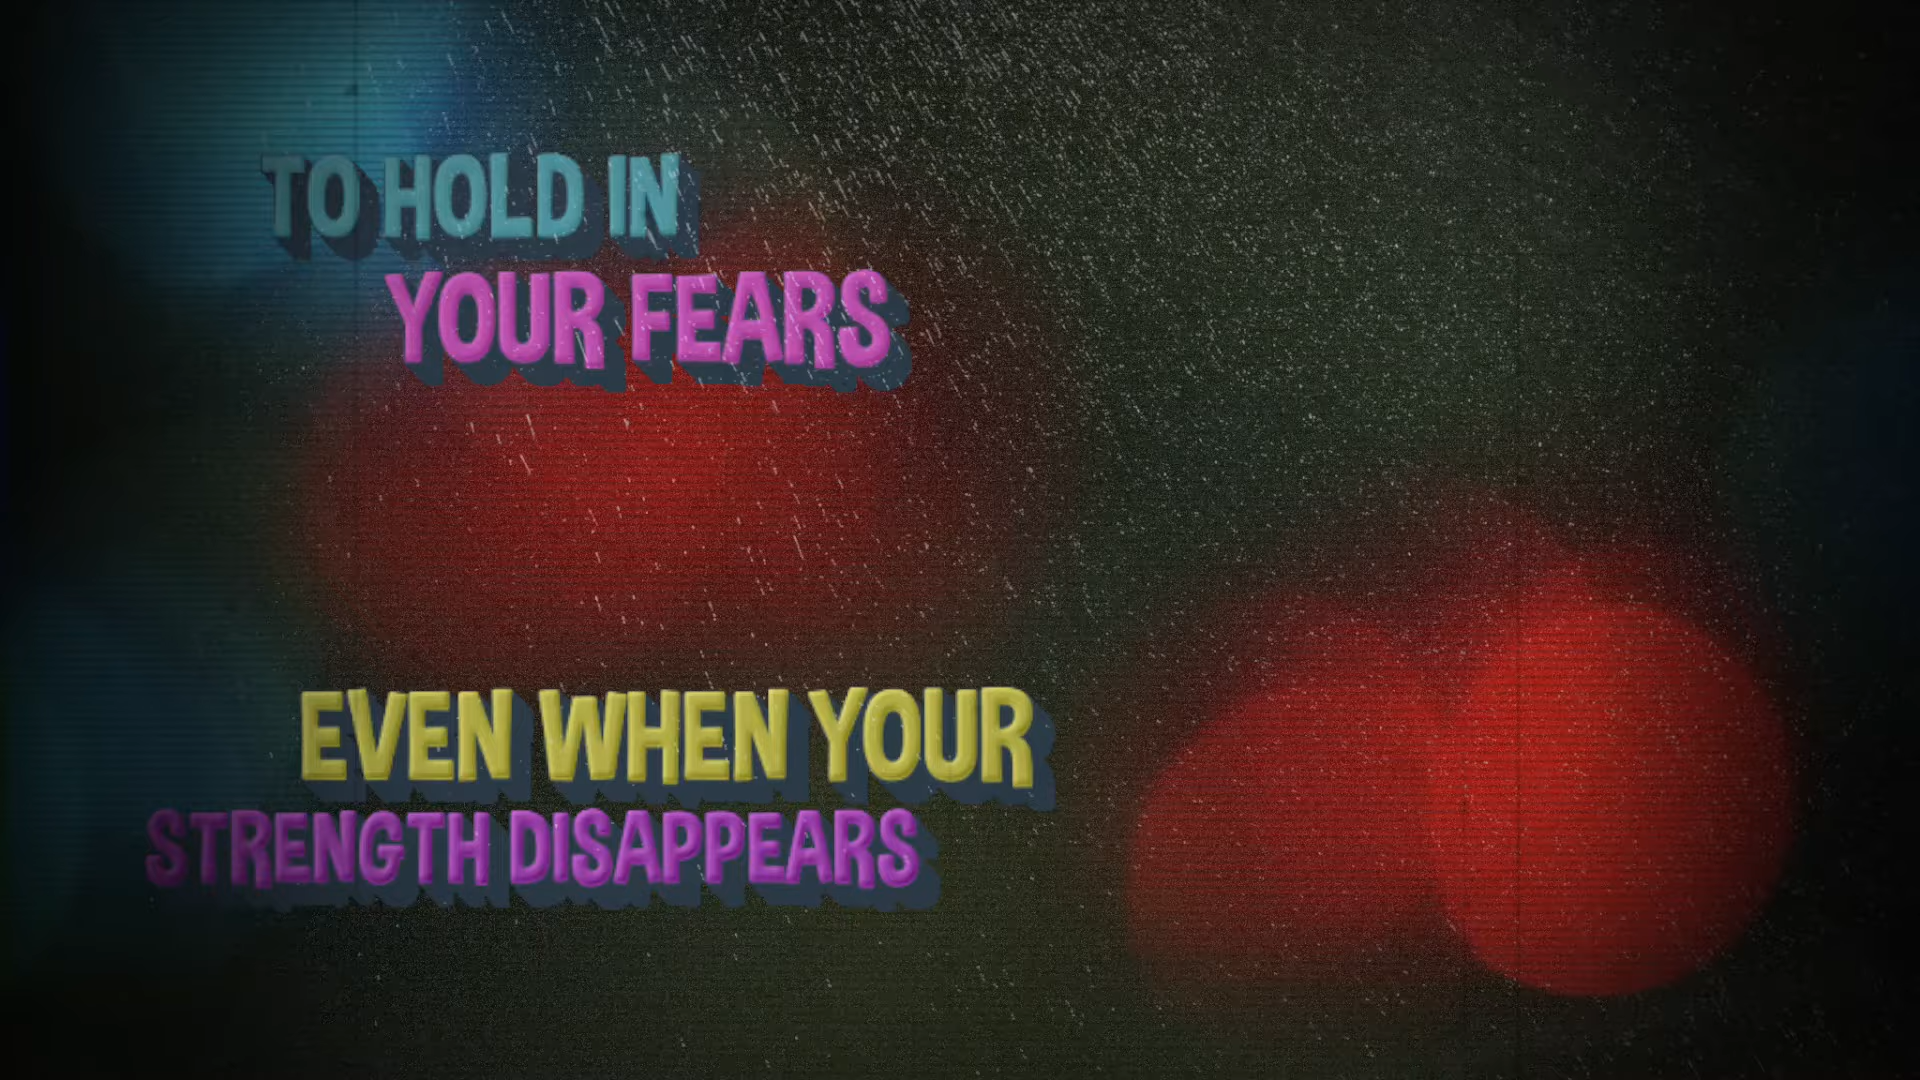 TO HOLD IN
YOUR FEARS
EVEN WHEN YOUR
STRENGTH DISAPPEARS